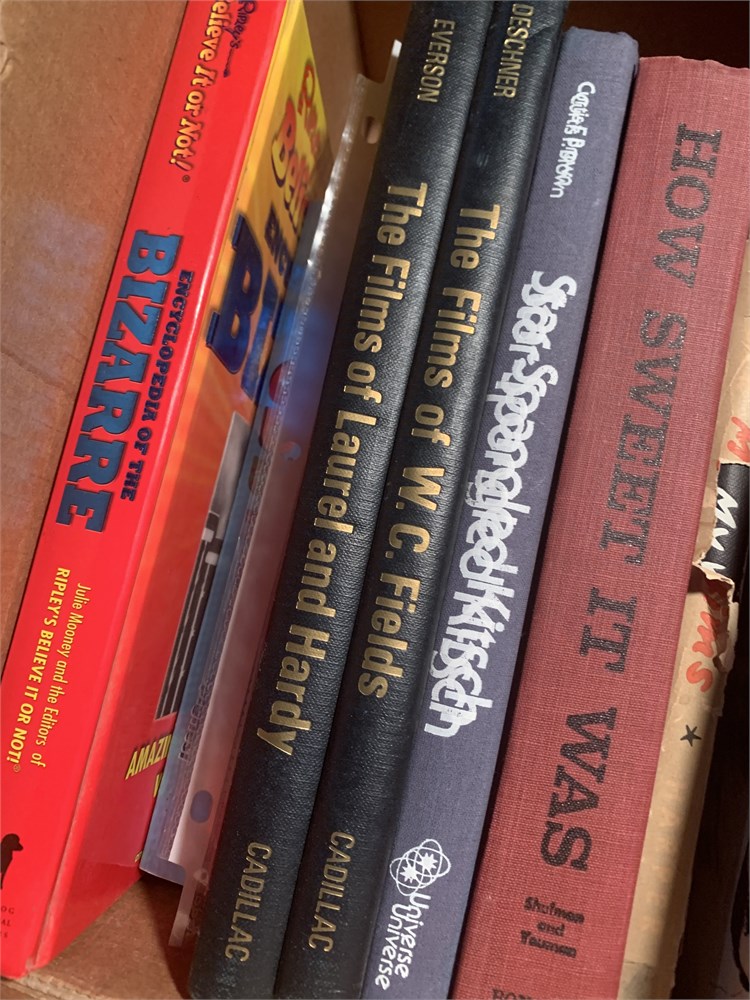 Ripley's
Believe It or Not!®
ENCYCLOPEDIA OF THE
BIZARRE
Julie Mooney and the Editors of
RIPLEY'S BELIEVE IT OR NOT!®
AMAZIN
EVERSON
The Films of Laurel and Hardy
CADILLAC
DESCHNER
The Films of W. C. Fields
CADILLAC
Star-Spangled Kitsch
Universe
Universe
HOW SWEET IT WAS
Shulman
and
Youman